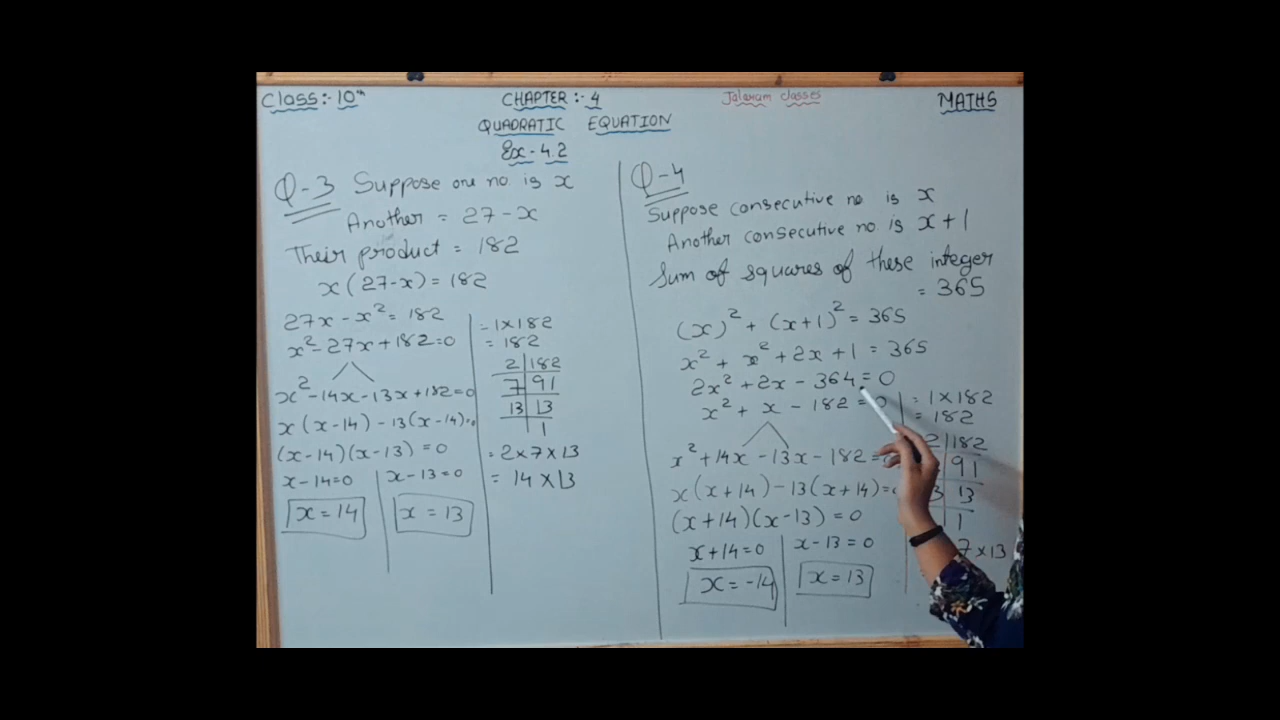 Class:- 10th
CHAPTER :- 4
Jalaram classes
MATHS
QUADRATIC EQUATION
Ex - 4.2
Q-3 Suppose one no. is x
Another = 27 - x
Their product = 182
x(27-x) = 182
27x - x² = 182
x² - 27x + 182 = 0
x² - 14x - 13x + 182 = 0
x(x-14) - 13(x-14) =
(x-14)(x-13) = 0
x - 14 = 0
x - 13 = 0
x = 14
x = 13
= 1 x 182
= 182
2 | 182
7 | 91
13 | 13
1
= 2 x 7 x 13
= 14 x 13
Q-4
Suppose consecutive no. is x
Another consecutive no. is x + 1
Sum of squares of these integer
= 365
(x)² + (x+1)² = 365
x² + x² + 2x + 1 = 365
2x² + 2x - 364 = 0
x² + x - 182 = 0
x² + 14x - 13x - 182 =
x(x+14) - 13(x+14) =
(x+14)(x-13) = 0
x + 14 = 0
x - 13 = 0
x = -14
x = 13
= 1 x 182
= 182
2 | 182
91
3 | 13
1
7 x 13